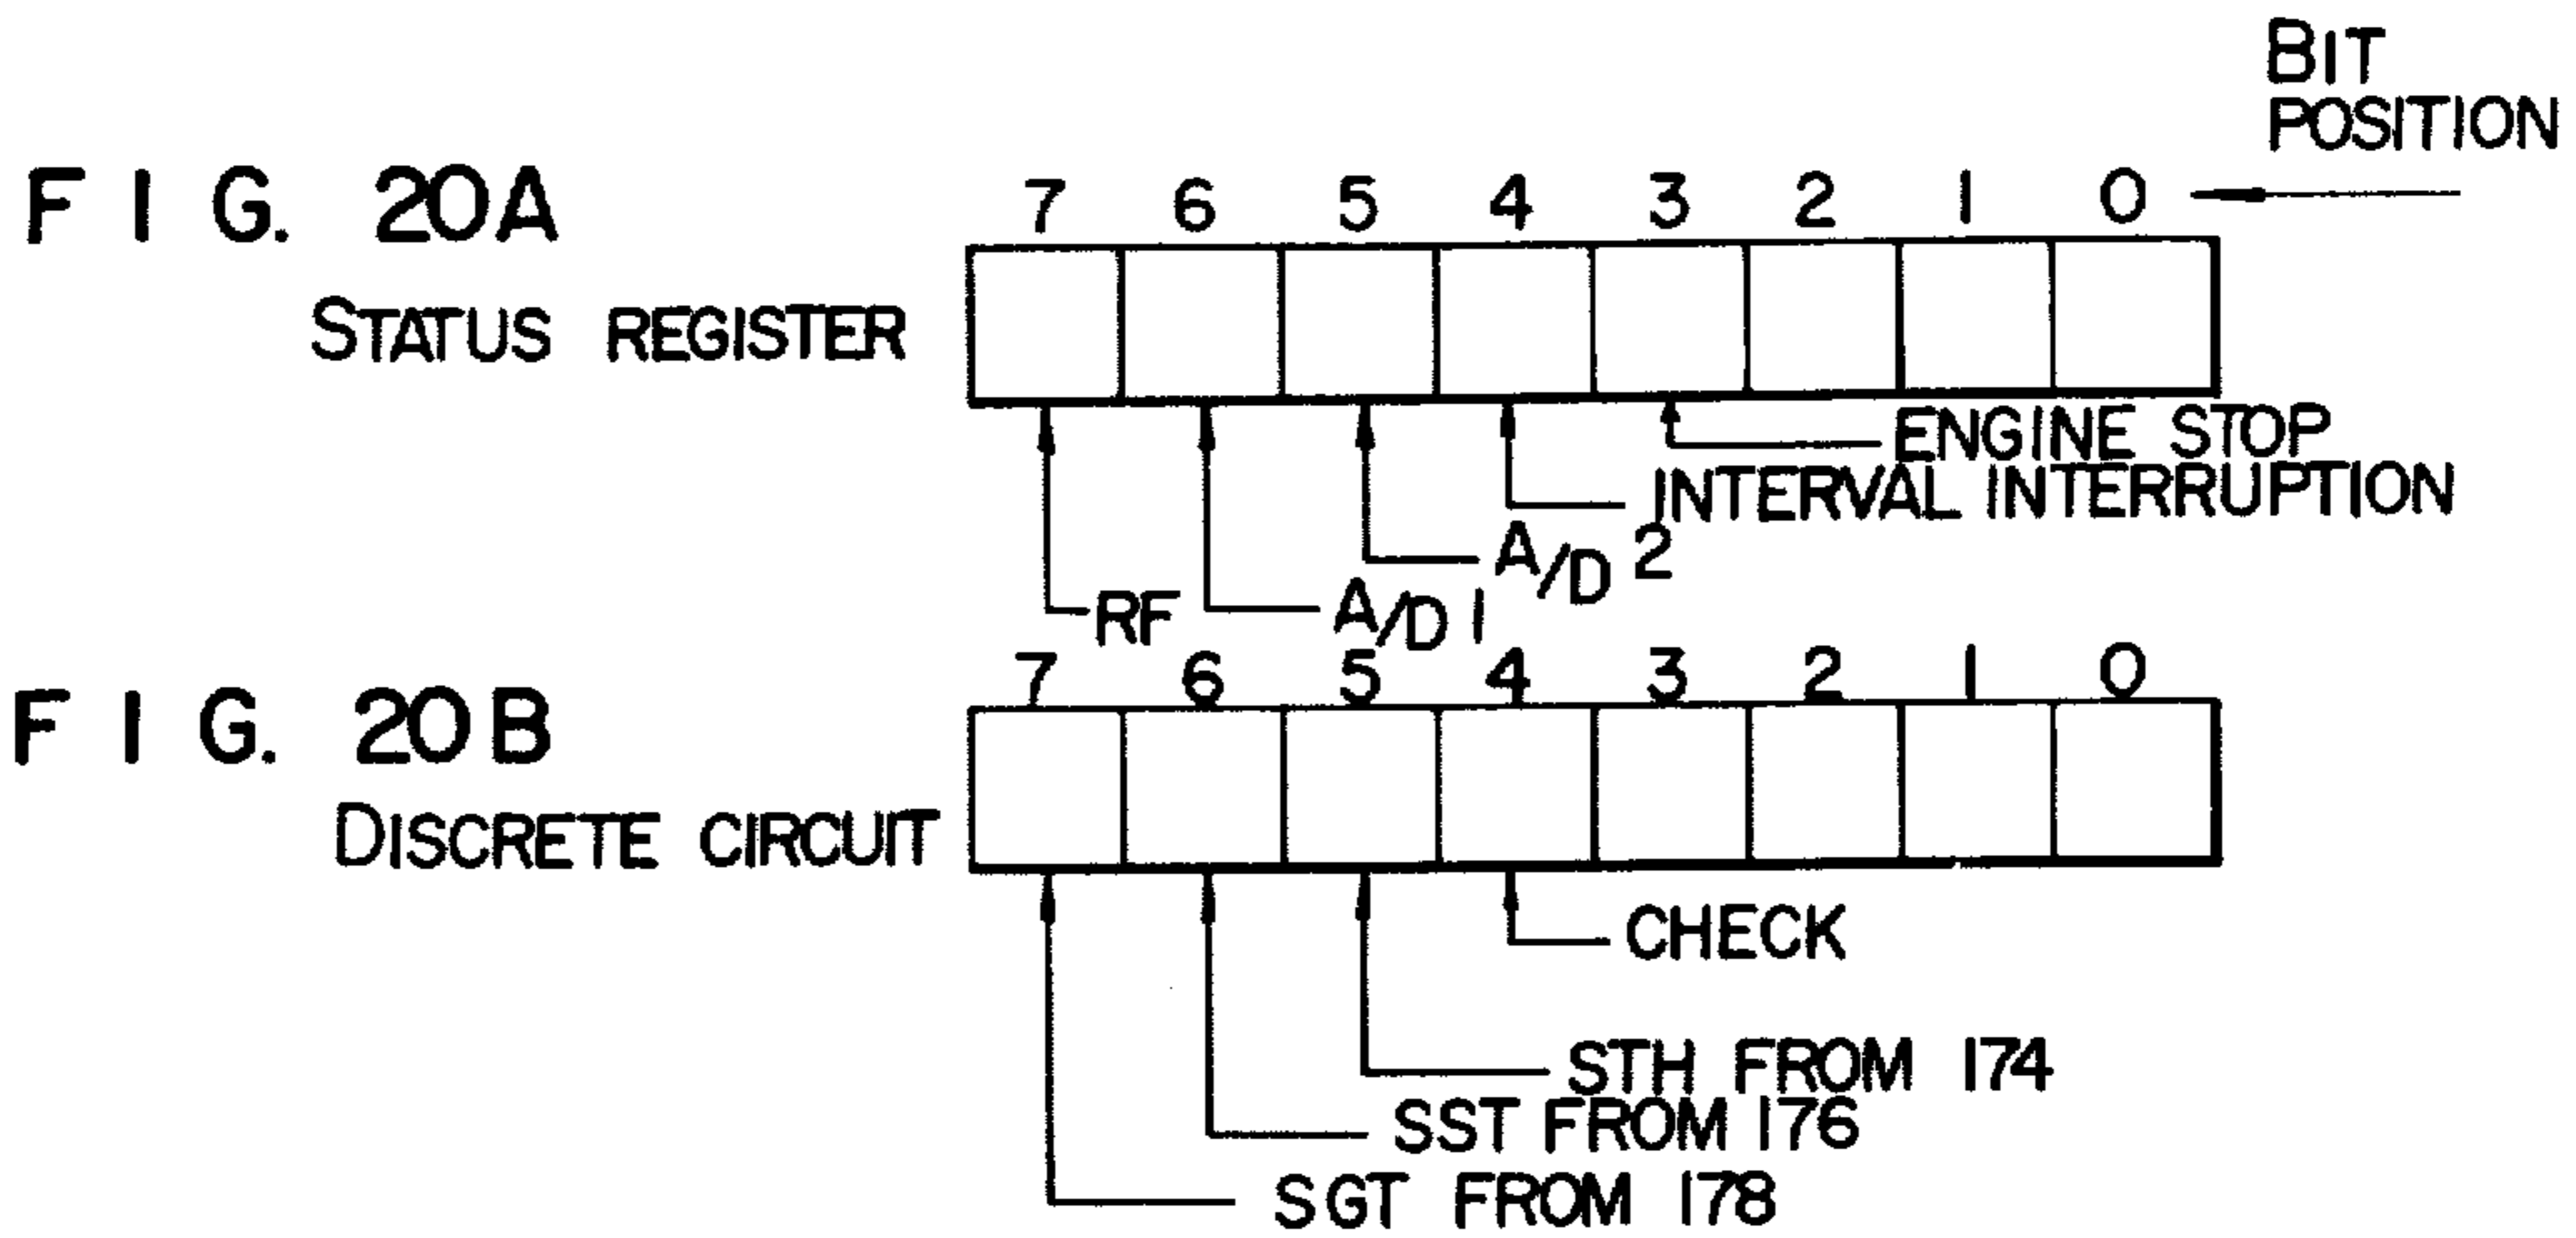 BIT
POSITION
FIG. 20A
7 6 5 4 3 2 1 0
STATUS REGISTER
ENGINE STOP
INTERVAL INTERRUPTION
A/D 2
A/D 1
RF
FIG. 20B
7 6 5 4 3 2 1 0
DISCRETE CIRCUIT
CHECK
STH FROM 174
SST FROM 176
SGT FROM 178